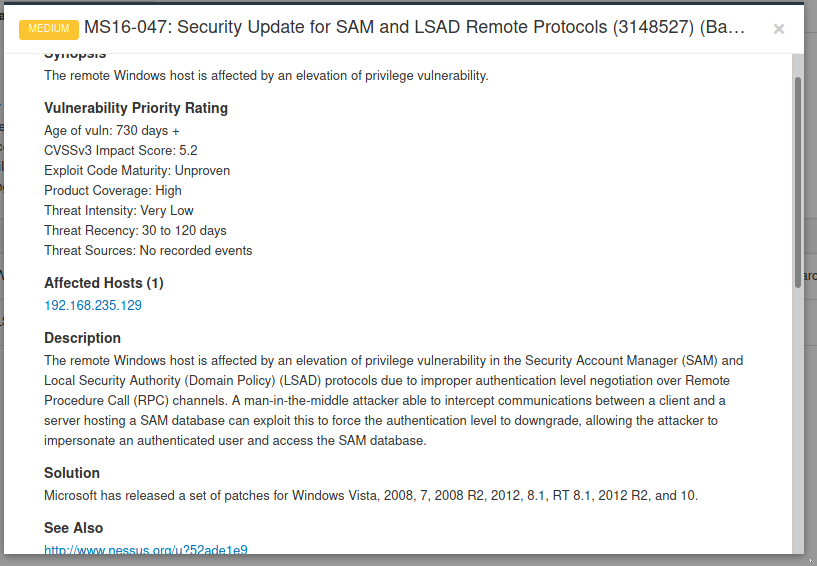 MEDIUM
MS16-047: Security Update for SAM and LSAD Remote Protocols (3148527) (Ba…
×
Synopsis
The remote Windows host is affected by an elevation of privilege vulnerability.
Vulnerability Priority Rating
Age of vuln: 730 days +
CVSSv3 Impact Score: 5.2
Exploit Code Maturity: Unproven
Product Coverage: High
Threat Intensity: Very Low
Threat Recency: 30 to 120 days
Threat Sources: No recorded events
Affected Hosts (1)
192.168.235.129
Description
The remote Windows host is affected by an elevation of privilege vulnerability in the Security Account Manager (SAM) and
Local Security Authority (Domain Policy) (LSAD) protocols due to improper authentication level negotiation over Remote
Procedure Call (RPC) channels. A man-in-the-middle attacker able to intercept communications between a client and a
server hosting a SAM database can exploit this to force the authentication level to downgrade, allowing the attacker to
impersonate an authenticated user and access the SAM database.
Solution
Microsoft has released a set of patches for Windows Vista, 2008, 7, 2008 R2, 2012, 8.1, RT 8.1, 2012 R2, and 10.
See Also
http://www.nessus.org/u?52ade1e9